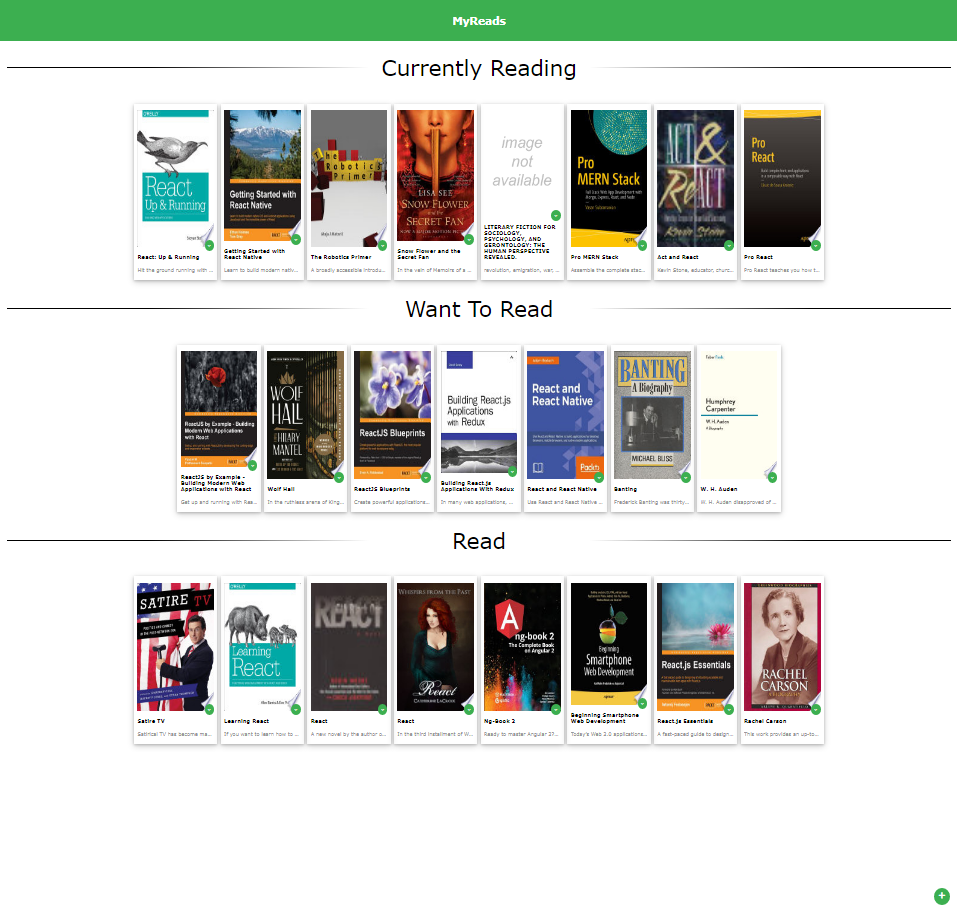 MyReads
Currently Reading
O'REILLY
React
Up & Running
React: Up & Running
Hit the ground running with ...
Getting Started with
React Native
Getting Started with
React Native
Learn to build modern nativ...
The
Robotics
Primer
The Robotics Primer
A broadly accessible introdu...
LISA SEE
SNOW FLOWER
and the
SECRET FAN
Snow Flower and the
Secret Fan
In the vein of Memoirs of a ...
image
not
available
LITERARY FICTION FOR
SOCIOLOGY,
PSYCHOLOGY, AND
GERONTOLOGY: THE
HUMAN PERSPECTIVE
REVEALED.
revolution, emigration, war, ...
Pro
MERN Stack
Apress
Pro MERN Stack
Assemble the complete stac...
ACT
&
REACT
Kevin Stone
Act and React
Kevin Stone, educator, churc...
Pro
React
Pro React
Pro React teaches you how t...
Want To Read
ReactJS by Example - Building
Modern Web Applications
with React
PACKT
ReactJS by Example -
Building Modern Web
Applications with React
Get up and running with Rea...
WOLF
HALL
HILARY
MANTEL
Wolf Hall
In the ruthless arena of King...
ReactJS Blueprints
PACKT
ReactJS Blueprints
Create powerful applications...
Building React.js
Applications
with Redux
Building React.js
Applications With Redux
In many web applications, ...
React and
React Native
Packt
React and React Native
Use React and React Native ...
BANTING
A Biography
MICHAEL BLISS
Banting
Frederick Banting was thirty...
Faber Finds
Humphrey
Carpenter
W. H. Auden
A Biography
W. H. Auden
W. H. Auden disapproved of ...
Read
SATIRE TV
Satire TV
Satirical TV has become ma...
O'REILLY
Learning
React
Learning React
If you want to learn how to ...
REACT
React
A new novel by the author o...
WHISPERS FROM THE PAST
React
CATHERINE LACROIX
React
In the third installment of W...
A
ng-book 2
The Complete Book
on Angular 2
Ng-Book 2
Ready to master Angular 2?...
Beginning
Smartphone
Web Development
Apress
Beginning Smartphone
Web Development
Today's Web 2.0 applications...
React.js Essentials
PACKT
React.js Essentials
A fast-paced guide to design...
RACHEL
CARSON
Rachel Carson
This work provides an up-to...
+